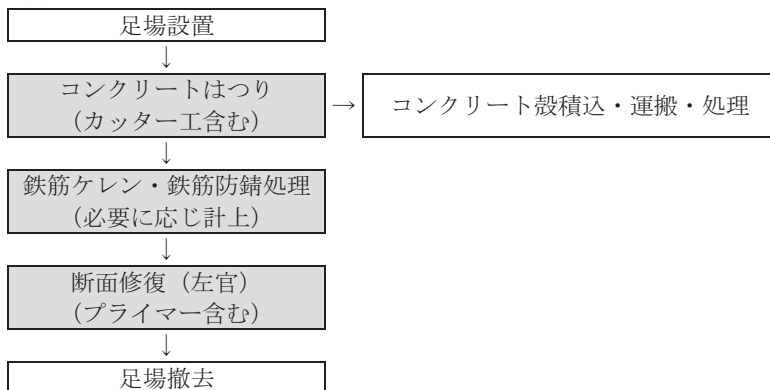 足場設置
↓
コンクリートはつり
（カッター工含む）
→
コンクリート殻積込・運搬・処理
↓
鉄筋ケレン・鉄筋防錆処理
（必要に応じ計上）
↓
断面修復（左官）
（プライマー含む）
↓
足場撤去